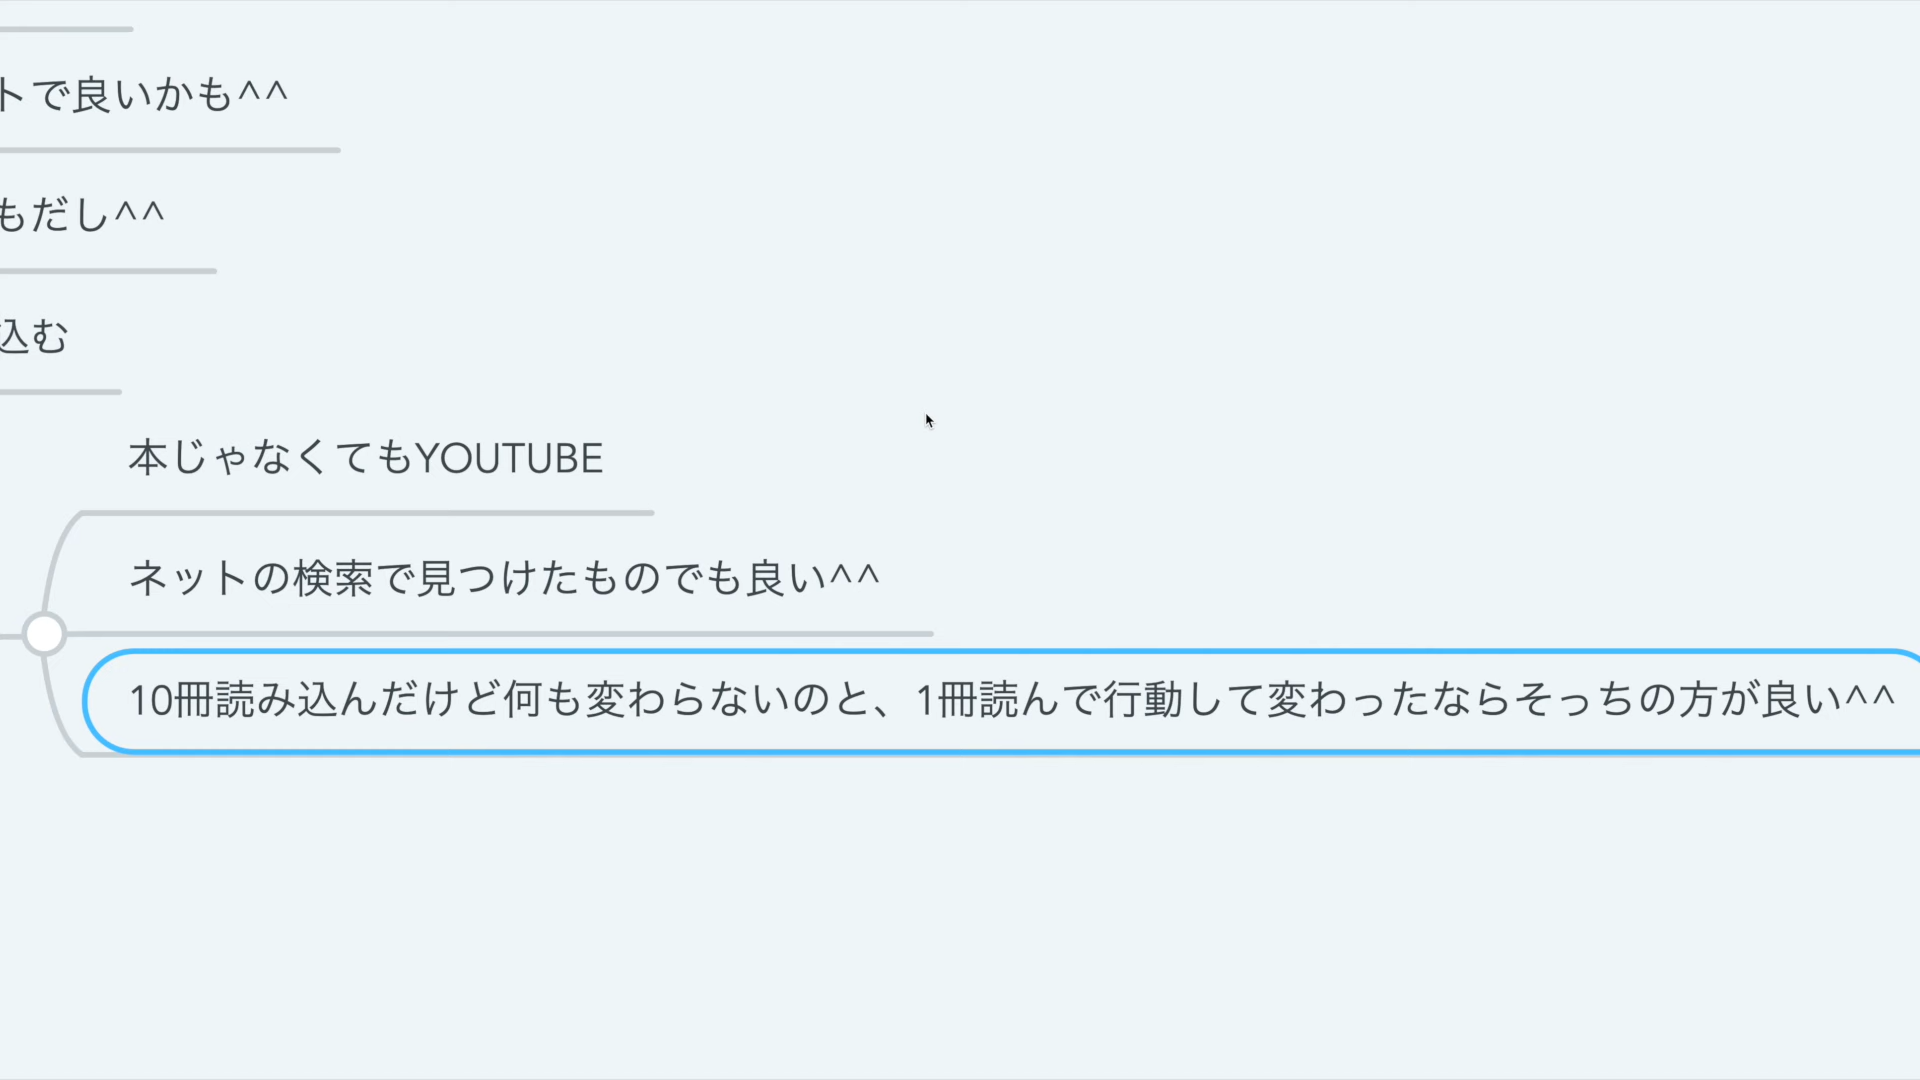 トで良いかも^^
もだし^^
込む
本じゃなくてもYOUTUBE
ネットの検索で見つけたものでも良い^^
10冊読み込んだけど何も変わらないのと、1冊読んで行動して変わったならそっちの方が良い^^